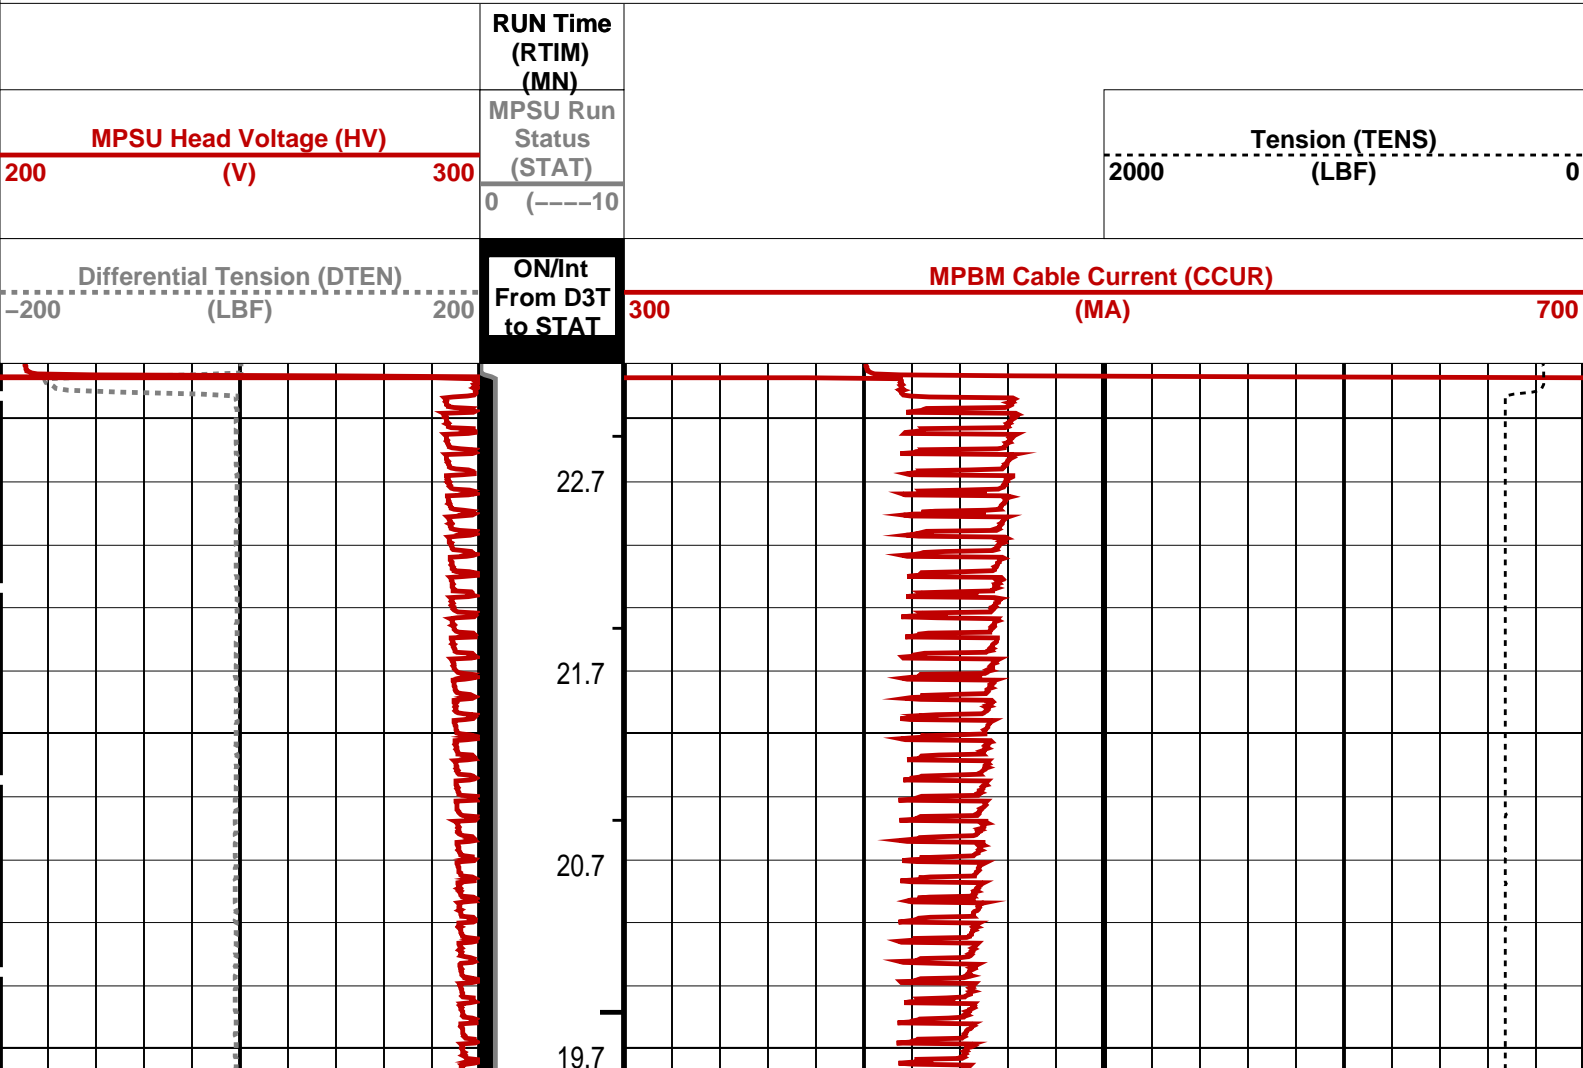 RUN Time
(RTIM)
(MN)
MPSU Head Voltage (HV)
200 (V) 300
MPSU Run
Status
(STAT)
0 (−−−−10
Tension (TENS)
2000 (LBF) 0
Differential Tension (DTEN)
−200 (LBF) 200
ON/Int
From D3T
to STAT
MPBM Cable Current (CCUR)
300 (MA) 700
22.7
21.7
20.7
19.7